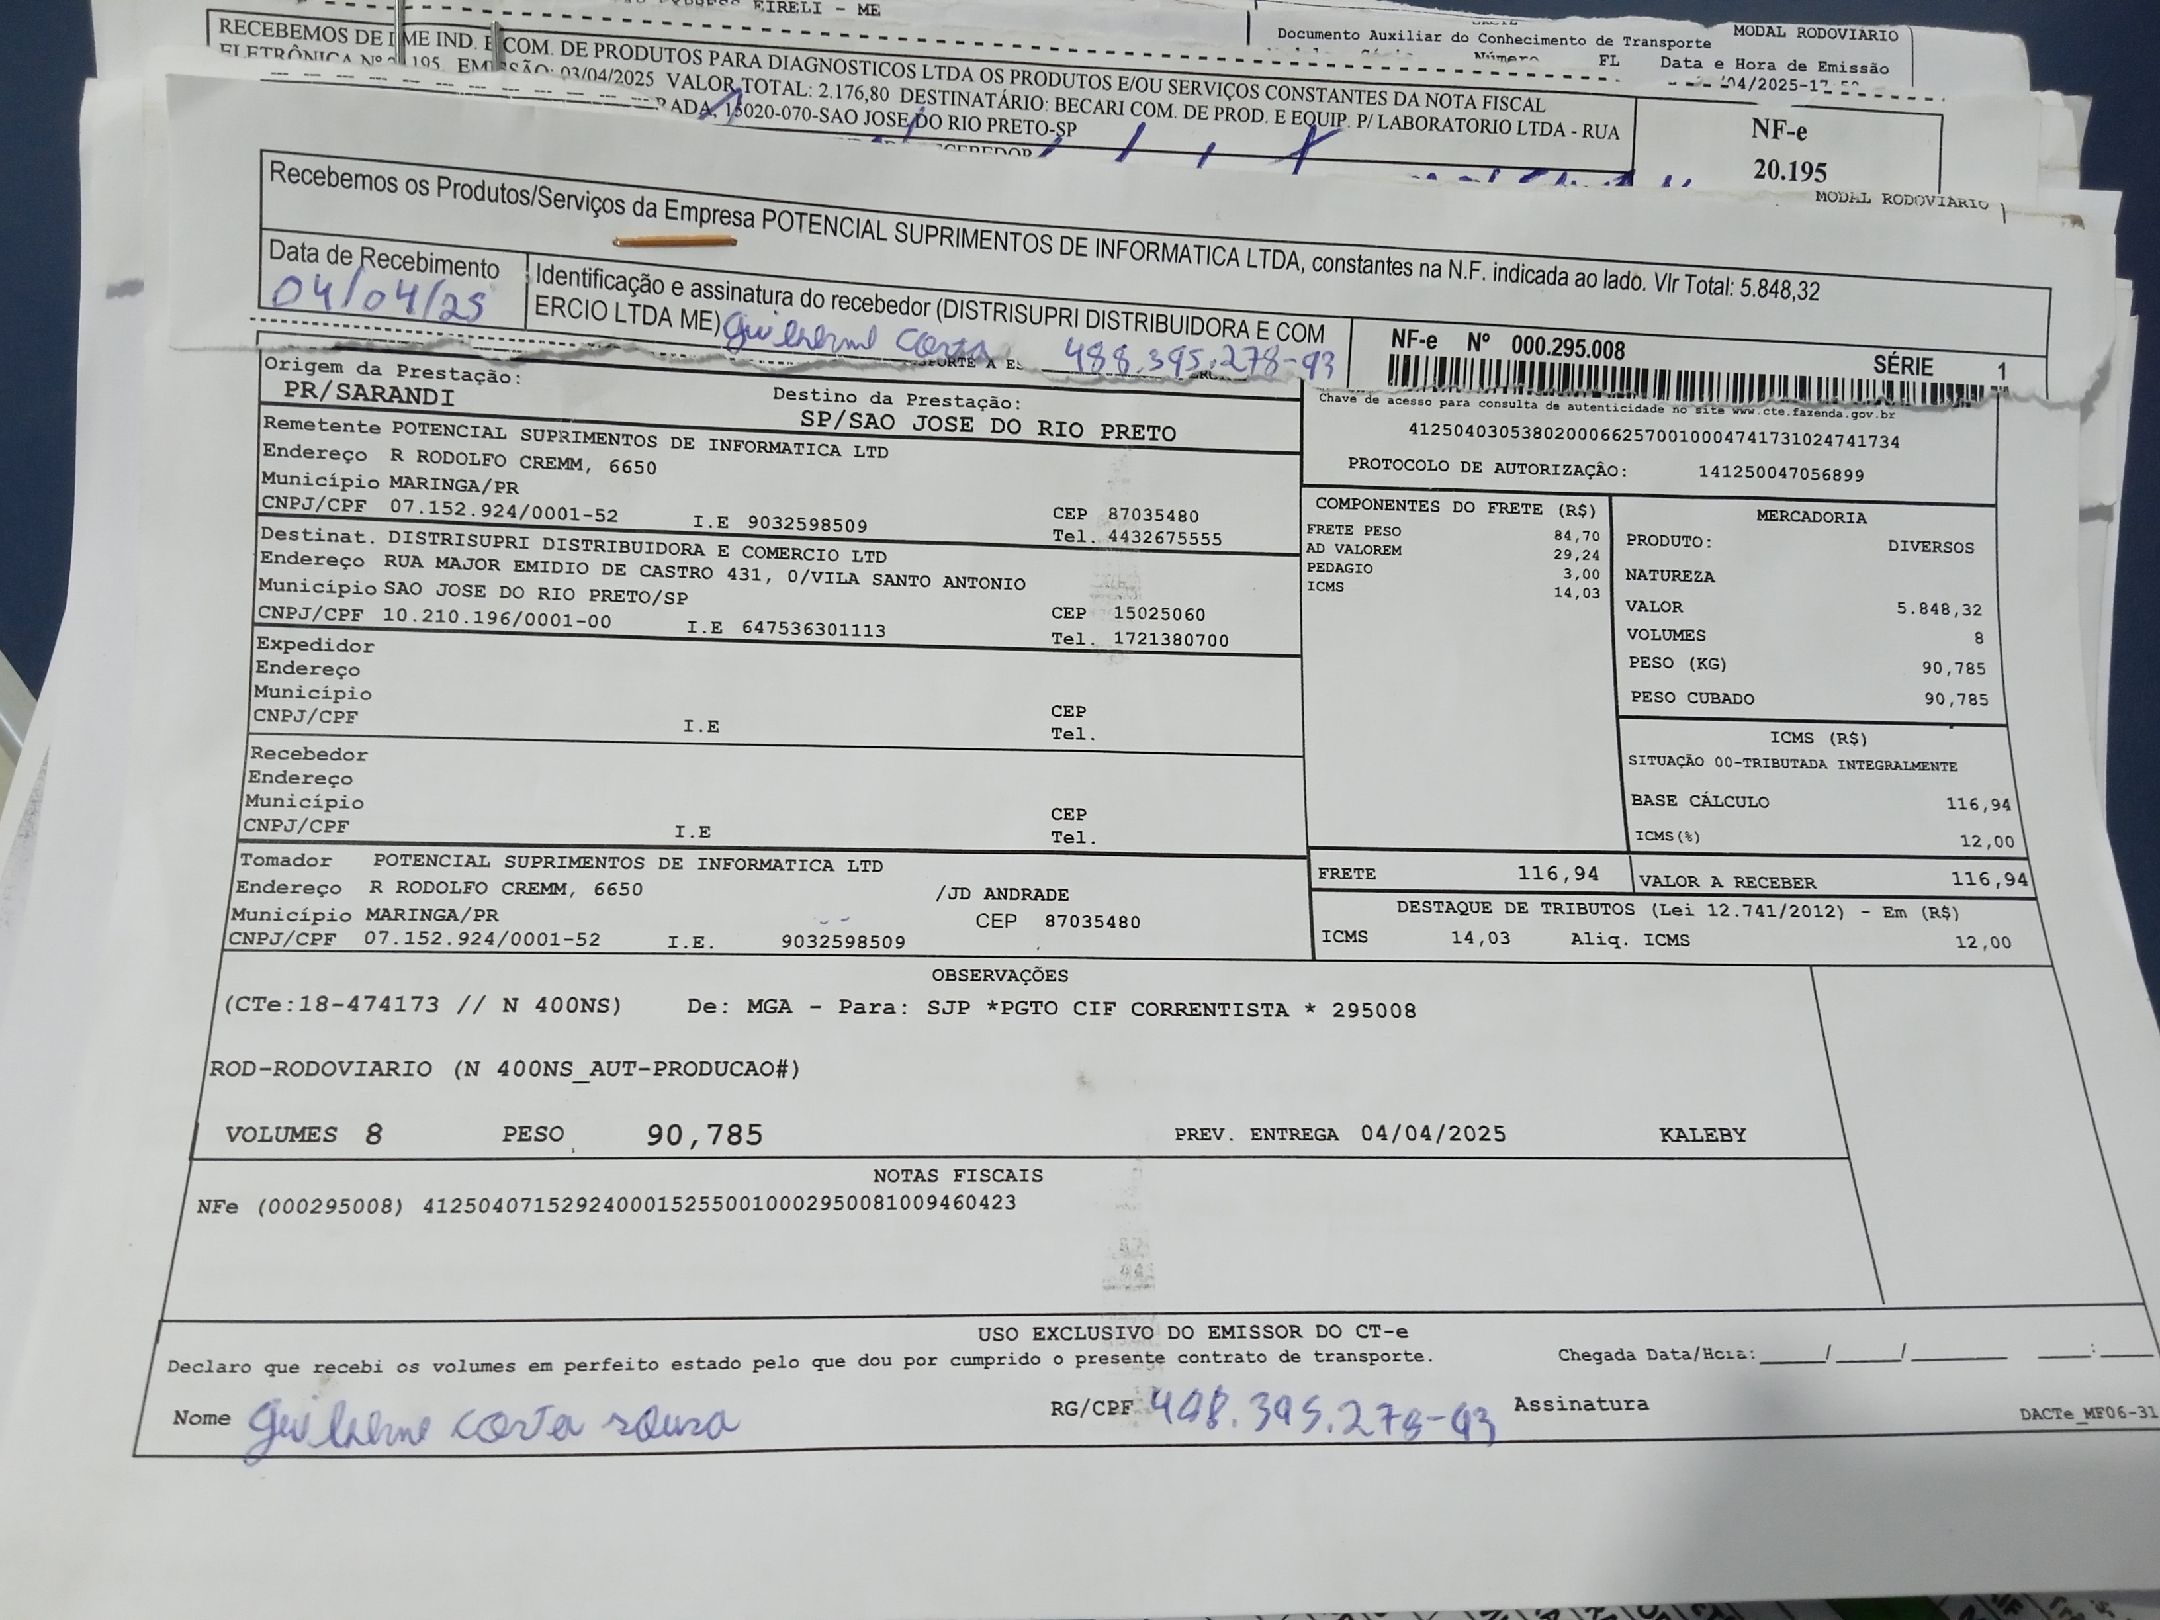 EIRELI - ME
Documento Auxiliar do Conhecimento de Transporte
MODAL RODOVIARIO
Número FL Data e Hora de Emissão
04/2025-17
RECEBEMOS DE IME IND. E COM. DE PRODUTOS PARA DIAGNOSTICOS LTDA OS PRODUTOS E/OU SERVIÇOS CONSTANTES DA NOTA FISCAL
ELETRÔNICA Nº 195, EMISSÃO: 03/04/2025 VALOR TOTAL: 2.176,80 DESTINATÁRIO: BECARI COM. DE PROD. E EQUIP. P/ LABORATORIO LTDA - RUA
RADA, 15020-070-SAO JOSE DO RIO PRETO-SP
NF-e
20.195
MODAL RODOVIARIO
Recebemos os Produtos/Serviços da Empresa POTENCIAL SUPRIMENTOS DE INFORMATICA LTDA, constantes na N.F. indicada ao lado. Vlr Total: 5.848,32
Data de Recebimento
04/04/25
Identificação e assinatura do recebedor (DISTRISUPRI DISTRIBUIDORA E COM
ERCIO LTDA ME) Guilherme Costa 488.395.278-93
NF-e Nº 000.295.008
SÉRIE 1
Origem da Prestação:
PR/SARANDI
Destino da Prestação:
SP/SAO JOSE DO RIO PRETO
Chave de acesso para consulta de autenticidade no site www.cte.fazenda.gov.br
41250403053802000662570010004741731024741734
PROTOCOLO DE AUTORIZAÇÃO: 141250047056899
Remetente POTENCIAL SUPRIMENTOS DE INFORMATICA LTD
Endereço R RODOLFO CREMM, 6650
Município MARINGA/PR CEP 87035480
CNPJ/CPF 07.152.924/0001-52 I.E 9032598509 Tel. 4432675555
Destinat. DISTRISUPRI DISTRIBUIDORA E COMERCIO LTD
Endereço RUA MAJOR EMIDIO DE CASTRO 431, 0/VILA SANTO ANTONIO
Município SAO JOSE DO RIO PRETO/SP CEP 15025060
CNPJ/CPF 10.210.196/0001-00 I.E 647536301113 Tel. 1721380700
Expedidor
Endereço
Município CEP
CNPJ/CPF I.E Tel.
Recebedor
Endereço
Município CEP
CNPJ/CPF I.E Tel.
Tomador POTENCIAL SUPRIMENTOS DE INFORMATICA LTD
Endereço R RODOLFO CREMM, 6650 /JD ANDRADE
Município MARINGA/PR CEP 87035480
CNPJ/CPF 07.152.924/0001-52 I.E. 9032598509
COMPONENTES DO FRETE (R$)
FRETE PESO 84,70
AD VALOREM 29,24
PEDAGIO 3,00
ICMS 14,03
MERCADORIA
PRODUTO: DIVERSOS
NATUREZA
VALOR 5.848,32
VOLUMES 8
PESO (KG) 90,785
PESO CUBADO 90,785
ICMS (R$)
SITUAÇÃO 00-TRIBUTADA INTEGRALMENTE
BASE CÁLCULO 116,94
ICMS(%) 12,00
FRETE 116,94 VALOR A RECEBER 116,94
DESTAQUE DE TRIBUTOS (Lei 12.741/2012) - Em (R$)
ICMS 14,03 Aliq. ICMS 12,00
OBSERVAÇÕES
(CTe:18-474173 // N 400NS) De: MGA - Para: SJP *PGTO CIF CORRENTISTA * 295008
ROD-RODOVIARIO (N 400NS_AUT-PRODUCAO#)
VOLUMES 8 PESO 90,785 PREV. ENTREGA 04/04/2025 KALEBY
NOTAS FISCAIS
NFe (000295008) 41250407152924000152550010002950081009460423
USO EXCLUSIVO DO EMISSOR DO CT-e
Declaro que recebi os volumes em perfeito estado pelo que dou por cumprido o presente contrato de transporte. Chegada Data/Hora: ____/____/____ ___:___
Nome Guilherme Costa Souza RG/CPF 488.395.278-93 Assinatura
DACTe_MF06-31